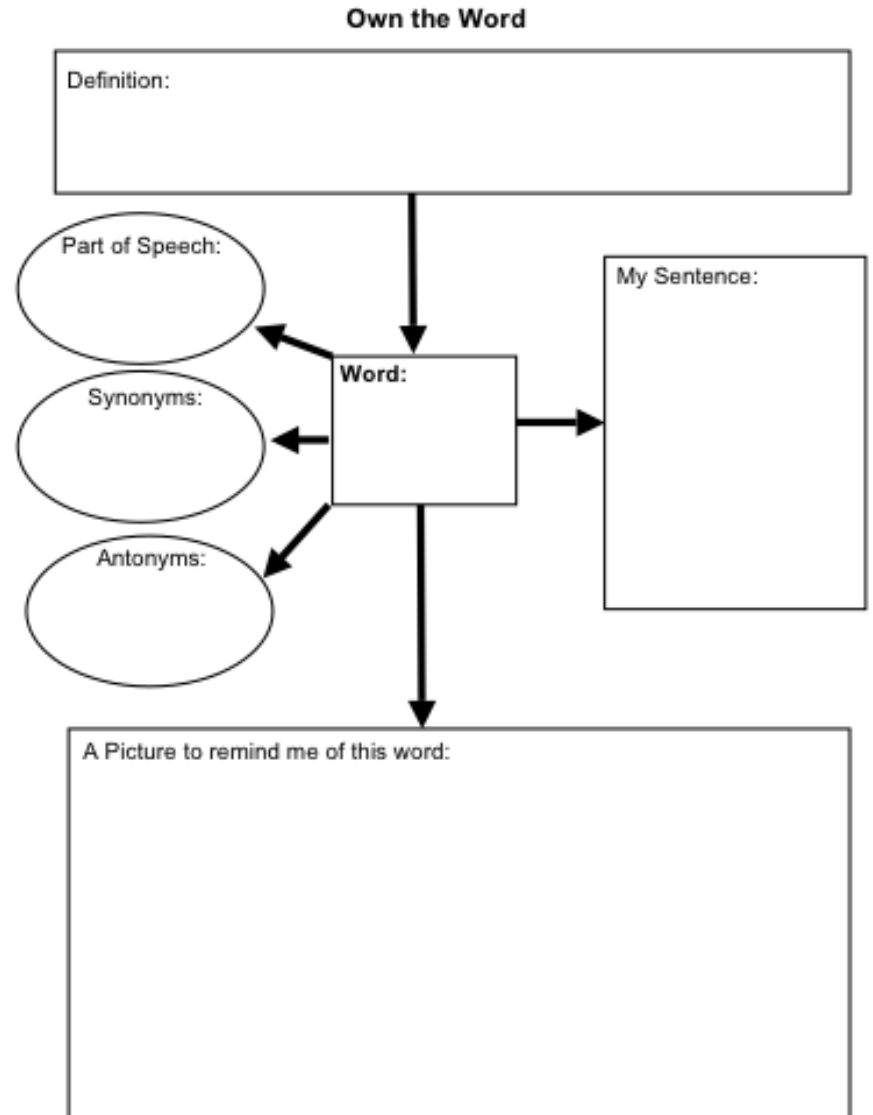 Own the Word
Definition:
Part of Speech:
My Sentence:
Word:
Synonyms:
Antonyms:
A Picture to remind me of this word: